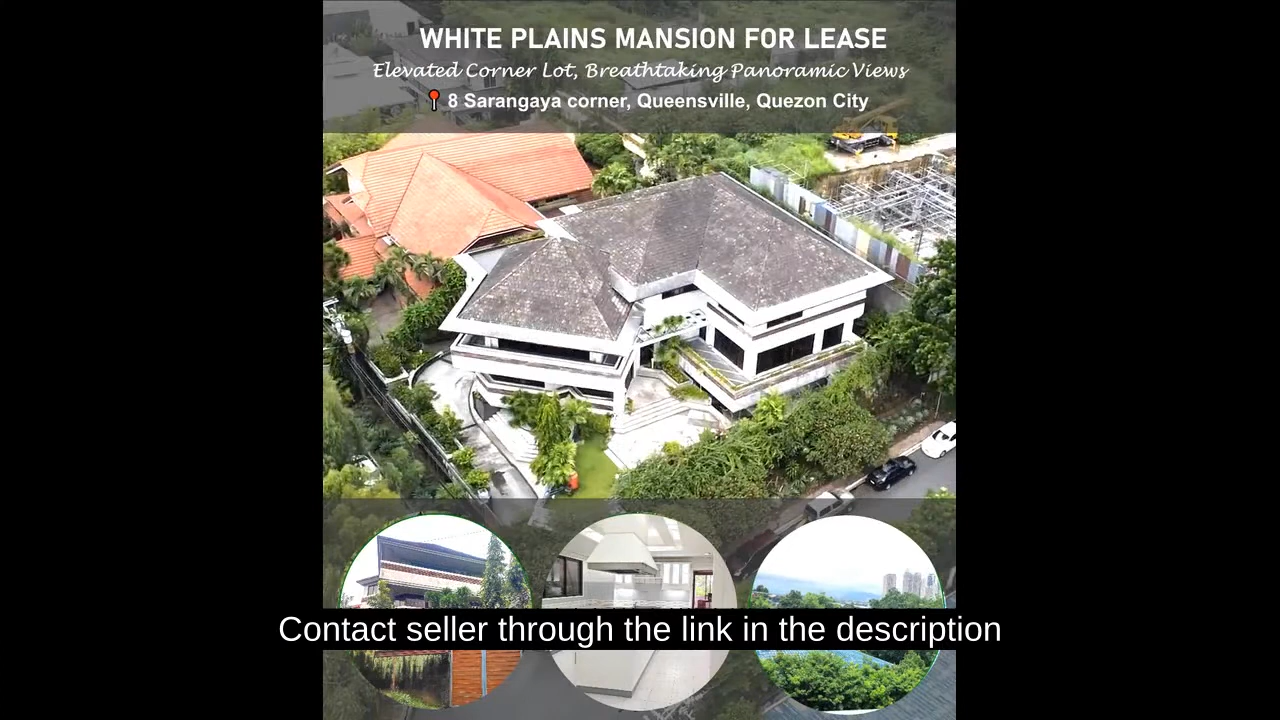 WHITE PLAINS MANSION FOR LEASE
Elevated Corner Lot, Breathtaking Panoramic Views
8 Sarangaya corner, Queensville, Quezon City
Contact seller through the link in the description